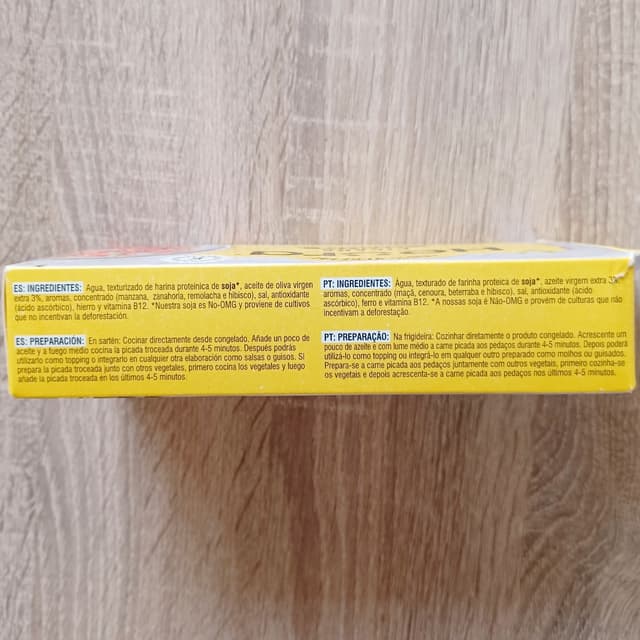 ES: INGREDIENTES: Agua, texturizado de harina proteínica de soja*, aceite de oliva virgen
extra 3%, aromas, concentrado (manzana, zanahoria, remolacha e hibisco), sal, antioxidante
(ácido ascórbico), hierro y vitamina B12. *Nuestra soja es No-DMG y proviene de cultivos
que no incentivan la deforestación.
ES: PREPARACIÓN: En sartén: Cocinar directamente desde congelado. Añade un poco de
aceite y a fuego medio cocina la picada troceada durante 4-5 minutos. Después podrás
utilizarlo como topping o integrarlo en cualquier otra elaboración como salsas o guisos. Si
prepara la picada troceada junto con otros vegetales, primero cocina los vegetales y luego
añade la picada troceada en los últimos 4-5 minutos.
PT: INGREDIENTES: Água, texturado de farinha proteica de soja*, azeite virgem extra
aromas, concentrado (maçã, cenoura, beterraba e hibisco), sal, antioxidante (ácido
ascórbico), ferro e vitamina B12. *A nossas soja é Não-DMG e provém de culturas que não
incentivam a deforestação.
PT: PREPARAÇÃO: Na frigideira: Cozinhar diretamente o produto congelado. Acrescente um
pouco de azeite e com lume médio a carne picada aos pedaços durante 4-5 minutos. Depois poderá
utilizá-lo como topping ou integrá-lo em qualquer outro preparado como molhos ou guisados.
Prepara-se a carne picada aos pedaços juntamente com outros vegetais, primeiro cozinha-se
os vegetais e depois acrescenta-se a carne picada aos pedaços nos últimos 4-5 minutos.